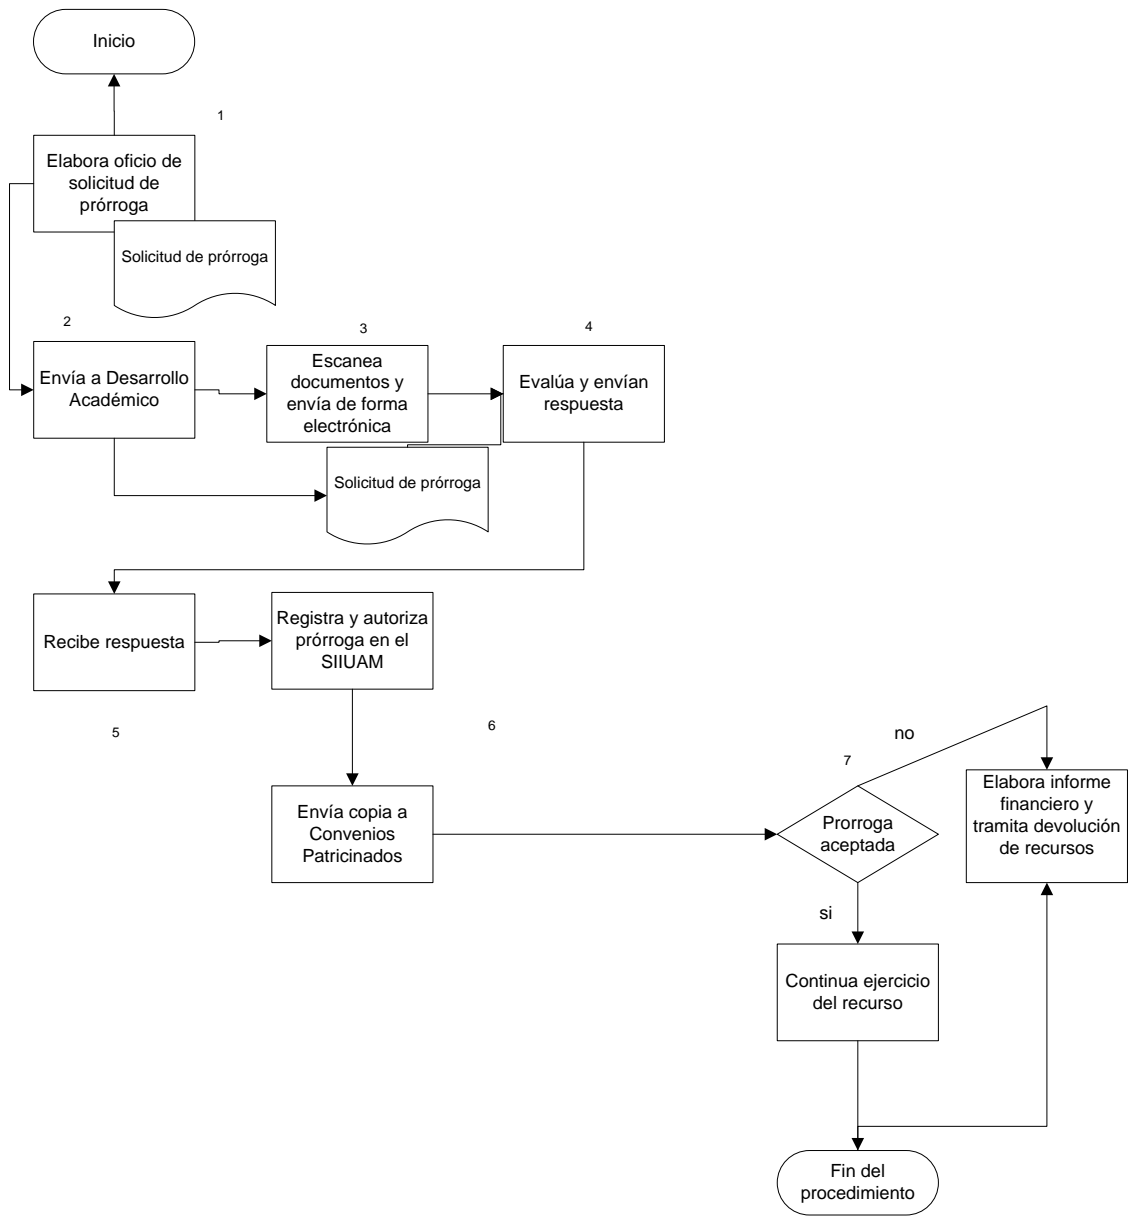 Inicio
1
Elabora oficio de
solicitud de
prórroga
Solicitud de prórroga
2
Envía a Desarrollo
Académico
3
Escanea
documentos y
envía de forma
electrónica
4
Evalúa y envían
respuesta
Solicitud de prórroga
Recibe respuesta
5
Registra y autoriza
prórroga en el
SIIUAM
6
Envía copia a
Convenios
Patricinados
7
Prorroga
aceptada
no
Elabora informe
financiero y
tramita devolución
de recursos
si
Continua ejercicio
del recurso
Fin del
procedimiento